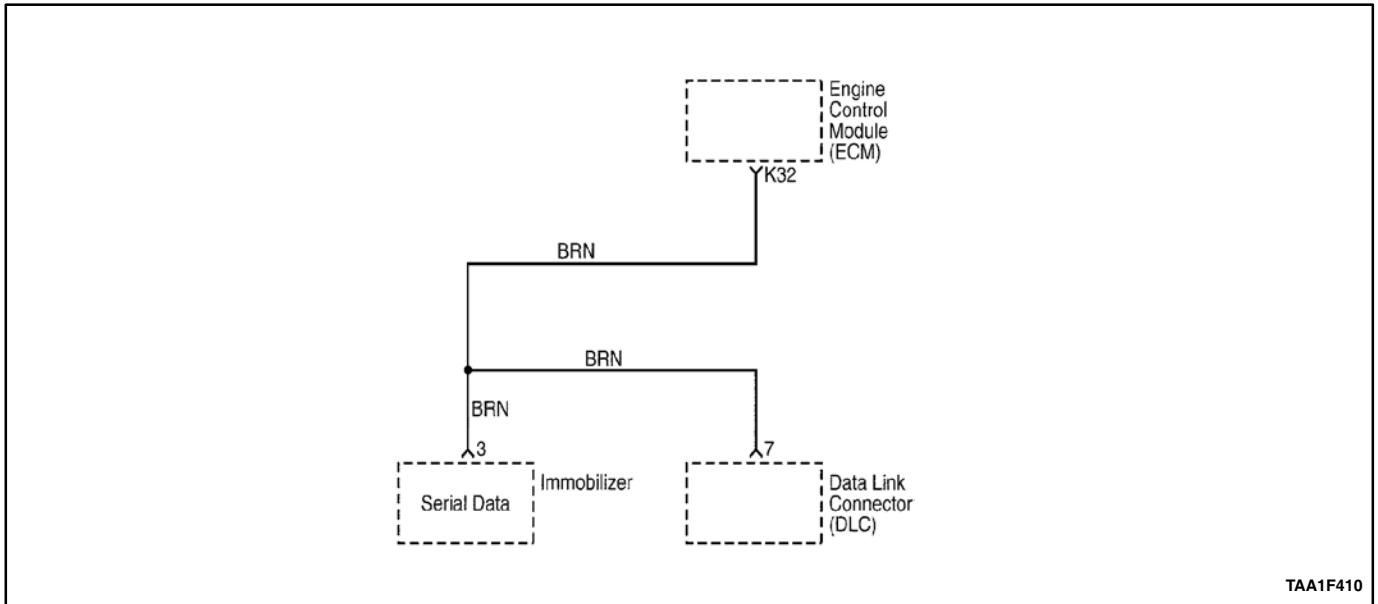 Engine
Control
Module
(ECM)
K32
BRN
BRN
BRN
3
7
Serial Data
Immobilizer
Data Link
Connector
(DLC)
TAA1F410